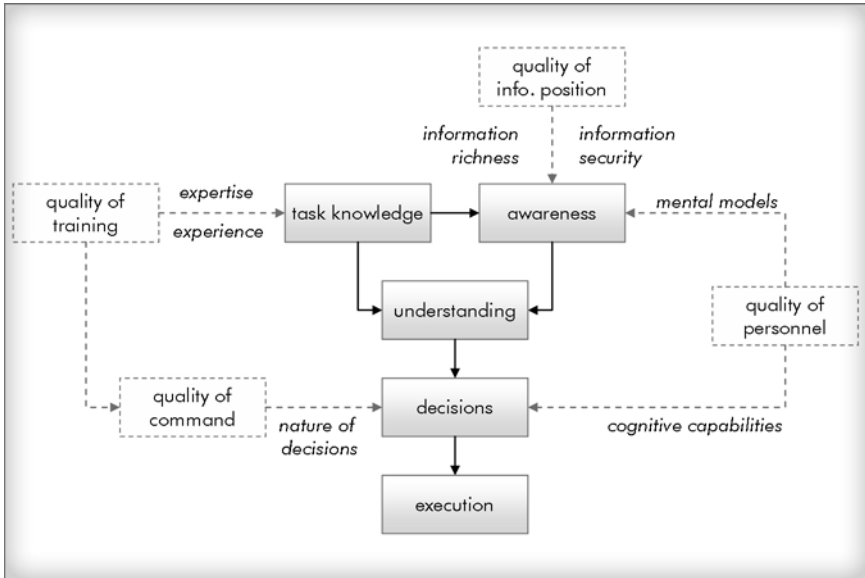 quality of
info. position
information
richness
information
security
quality of
training
expertise
experience
task knowledge
awareness
mental models
understanding
quality of
personnel
quality of
command
nature of
decisions
decisions
cognitive capabilities
execution